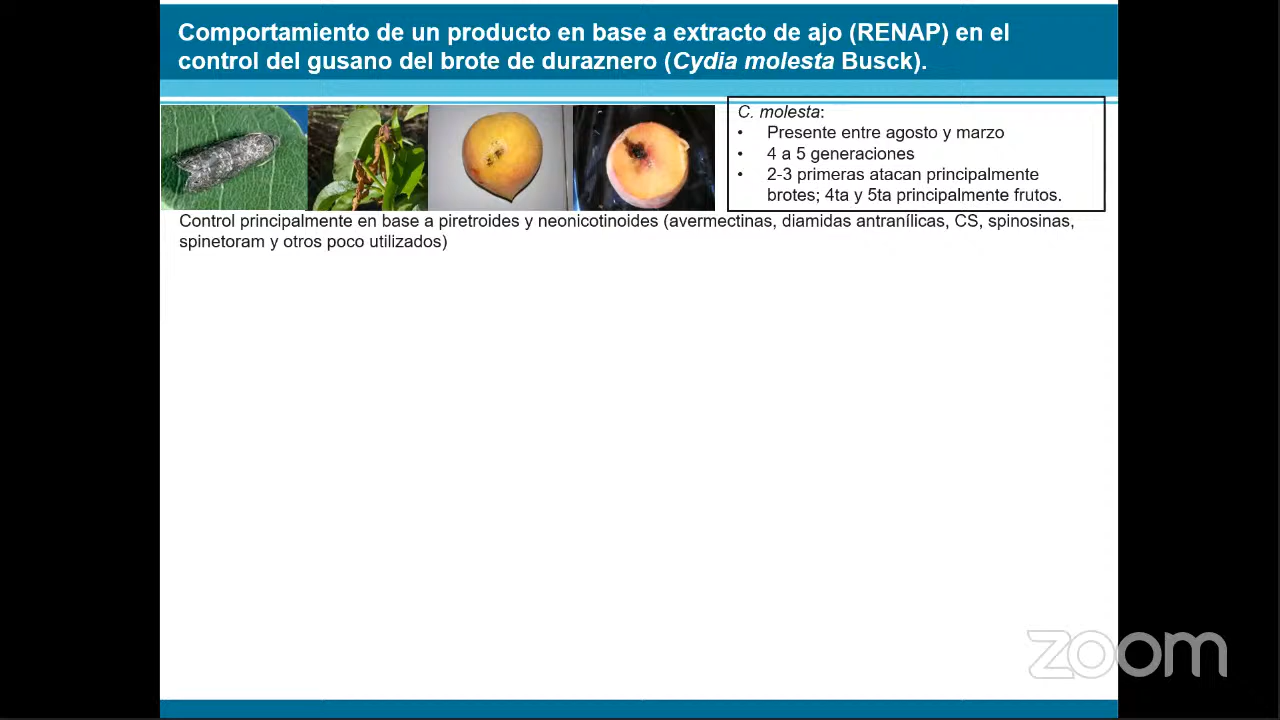 Comportamiento de un producto en base a extracto de ajo (RENAP) en el
control del gusano del brote de duraznero (Cydia molesta Busck).
C. molesta:
• Presente entre agosto y marzo
• 4 a 5 generaciones
• 2-3 primeras atacan principalmente
brotes; 4ta y 5ta principalmente frutos.
Control principalmente en base a piretroides y neonicotinoides (avermectinas, diamidas antranílicas, CS, spinosinas,
spinetoram y otros poco utilizados)
zoom